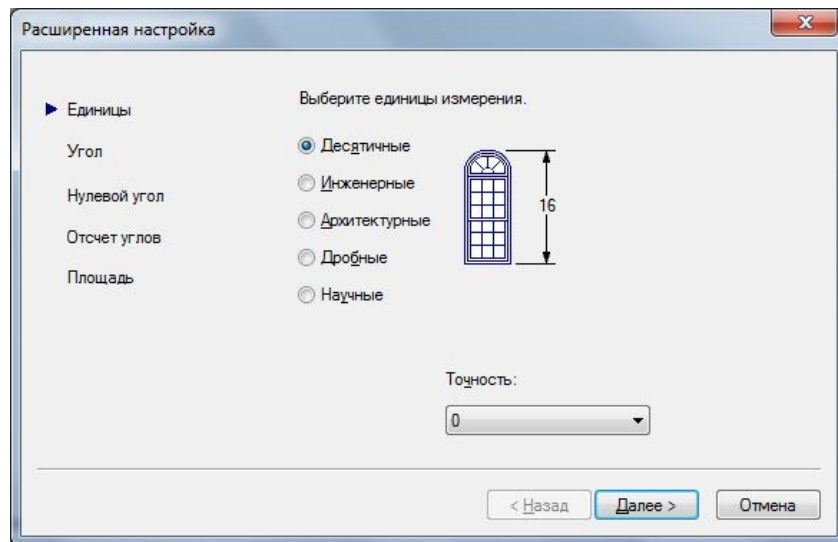 Расширенная настройка
Единицы
Угол
Нулевой угол
Отсчет углов
Площадь
Выберите единицы измерения.
Десятичные
Инженерные
Архитектурные
Дробные
Научные
16
Точность:
0
< Назад
Далее >
Отмена